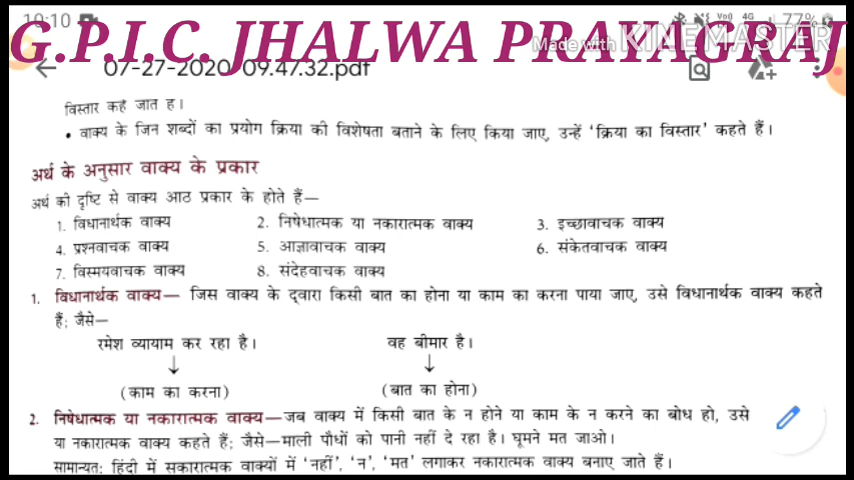 10:10 77%
G.P.I.C. JHALWA PRAYAGRAJ
Made with KINEMASTER
07-27-2020 09.47.32.pdf
विस्तार कहे जाते हैं।
• वाक्य के जिन शब्दों का प्रयोग क्रिया की विशेषता बताने के लिए किया जाए, उन्हें 'क्रिया का विस्तार' कहते हैं।
अर्थ के अनुसार वाक्य के प्रकार
अर्थ की दृष्टि से वाक्य आठ प्रकार के होते हैं—
1. विधानार्थक वाक्य 2. निषेधात्मक या नकारात्मक वाक्य 3. इच्छावाचक वाक्य
4. प्रश्नवाचक वाक्य 5. आज्ञावाचक वाक्य 6. संकेतवाचक वाक्य
7. विस्मयवाचक वाक्य 8. संदेहवाचक वाक्य
1. विधानार्थक वाक्य— जिस वाक्य के द्वारा किसी बात का होना या काम का करना पाया जाए, उसे विधानार्थक वाक्य कहते
हैं; जैसे—
रमेश व्यायाम कर रहा है। वह बीमार है।
↓ ↓
(काम का करना) (बात का होना)
2. निषेधात्मक या नकारात्मक वाक्य—जब वाक्य में किसी बात के न होने या काम के न करने का बोध हो, उसे
या नकारात्मक वाक्य कहते हैं; जैसे—माली पौधों को पानी नहीं दे रहा है। घूमने मत जाओ।
सामान्यतः हिंदी में सकारात्मक वाक्यों में 'नहीं', 'न', 'मत' लगाकर नकारात्मक वाक्य बनाए जाते हैं।